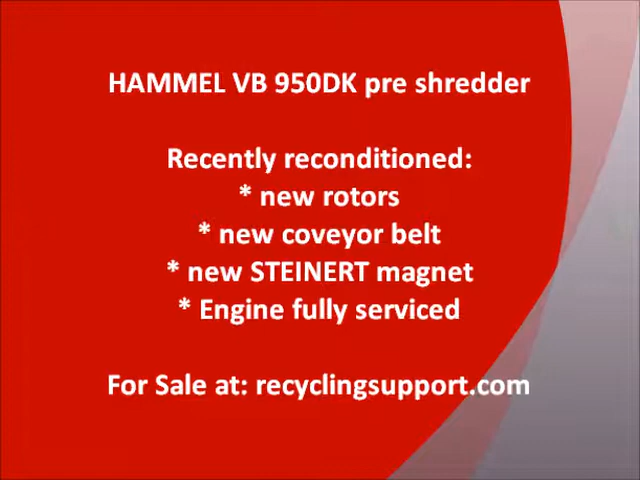 HAMMEL VB 950DK pre shredder
Recently reconditioned:
* new rotors
* new coveyor belt
* new STEINERT magnet
* Engine fully serviced
For Sale at: recyclingsupport.com